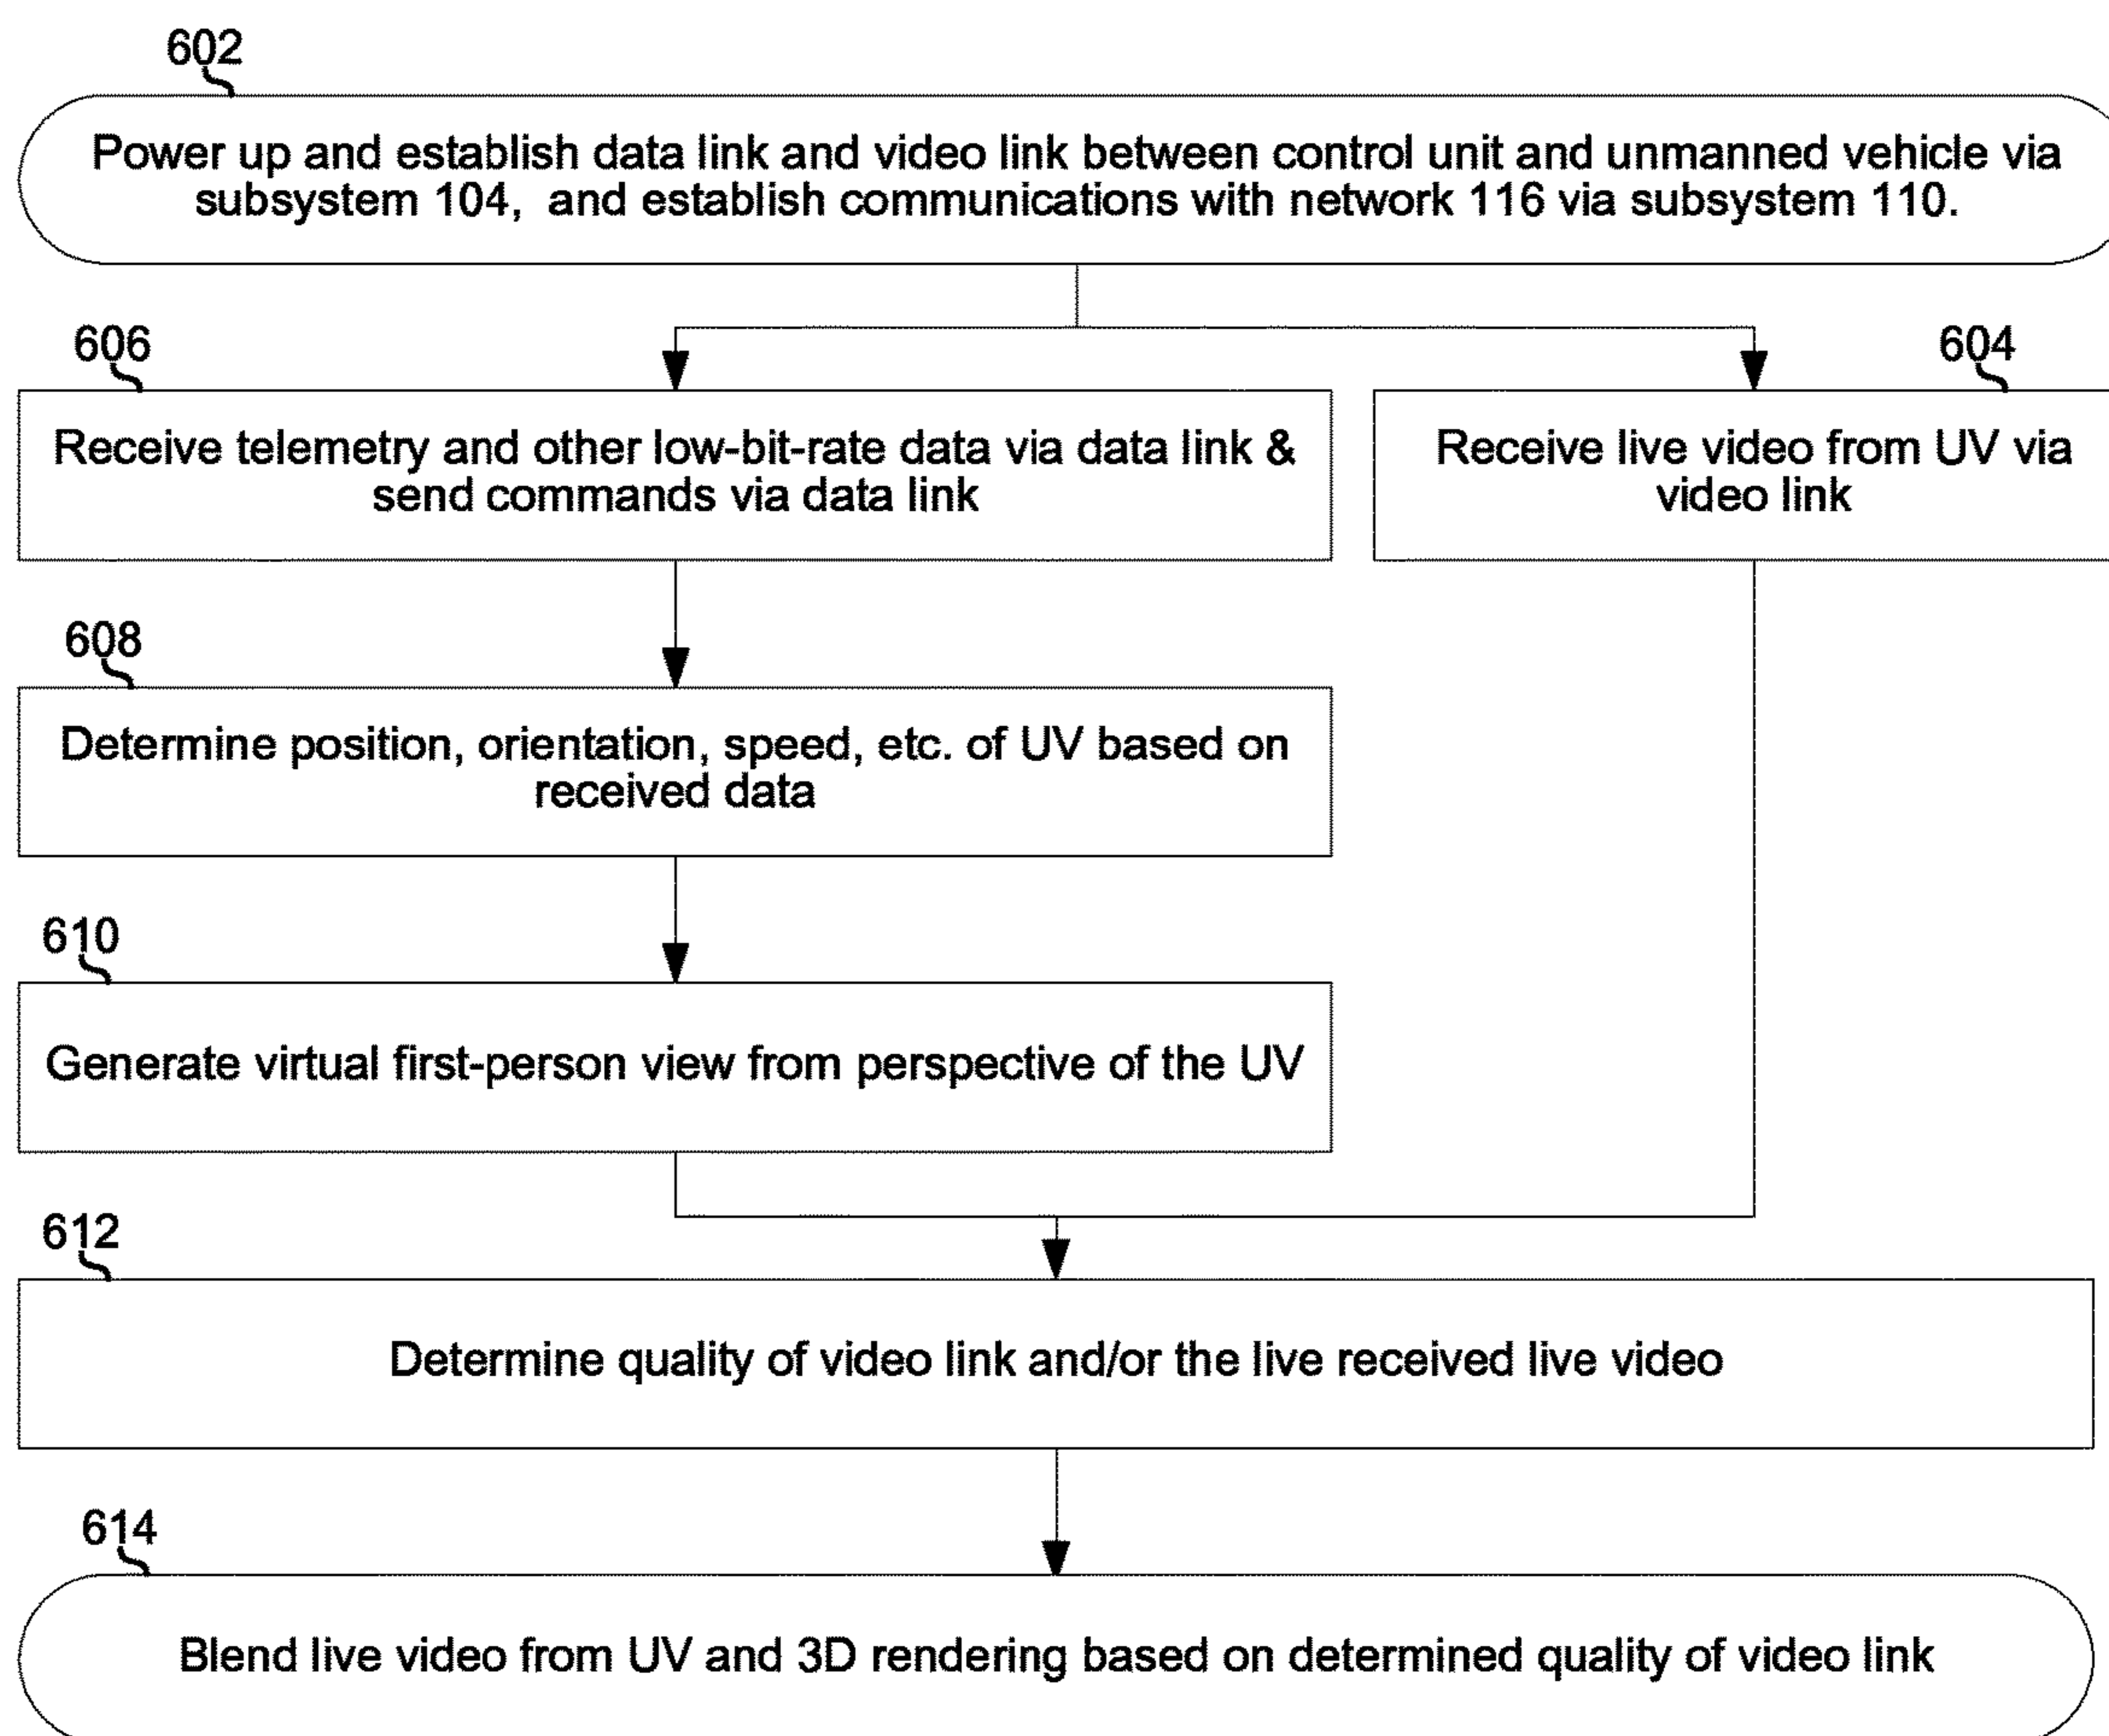 602
Power up and establish data link and video link between control unit and unmanned vehicle via
subsystem 104,  and establish communications with network 116 via subsystem 110.
606
604
Receive telemetry and other low-bit-rate data via data link &
send commands via data link
Receive live video from UV via
video link
608
Determine position, orientation, speed, etc. of UV based on
received data
610
Generate virtual first-person view from perspective of the UV
612
Determine quality of video link and/or the live received live video
614
Blend live video from UV and 3D rendering based on determined quality of video link